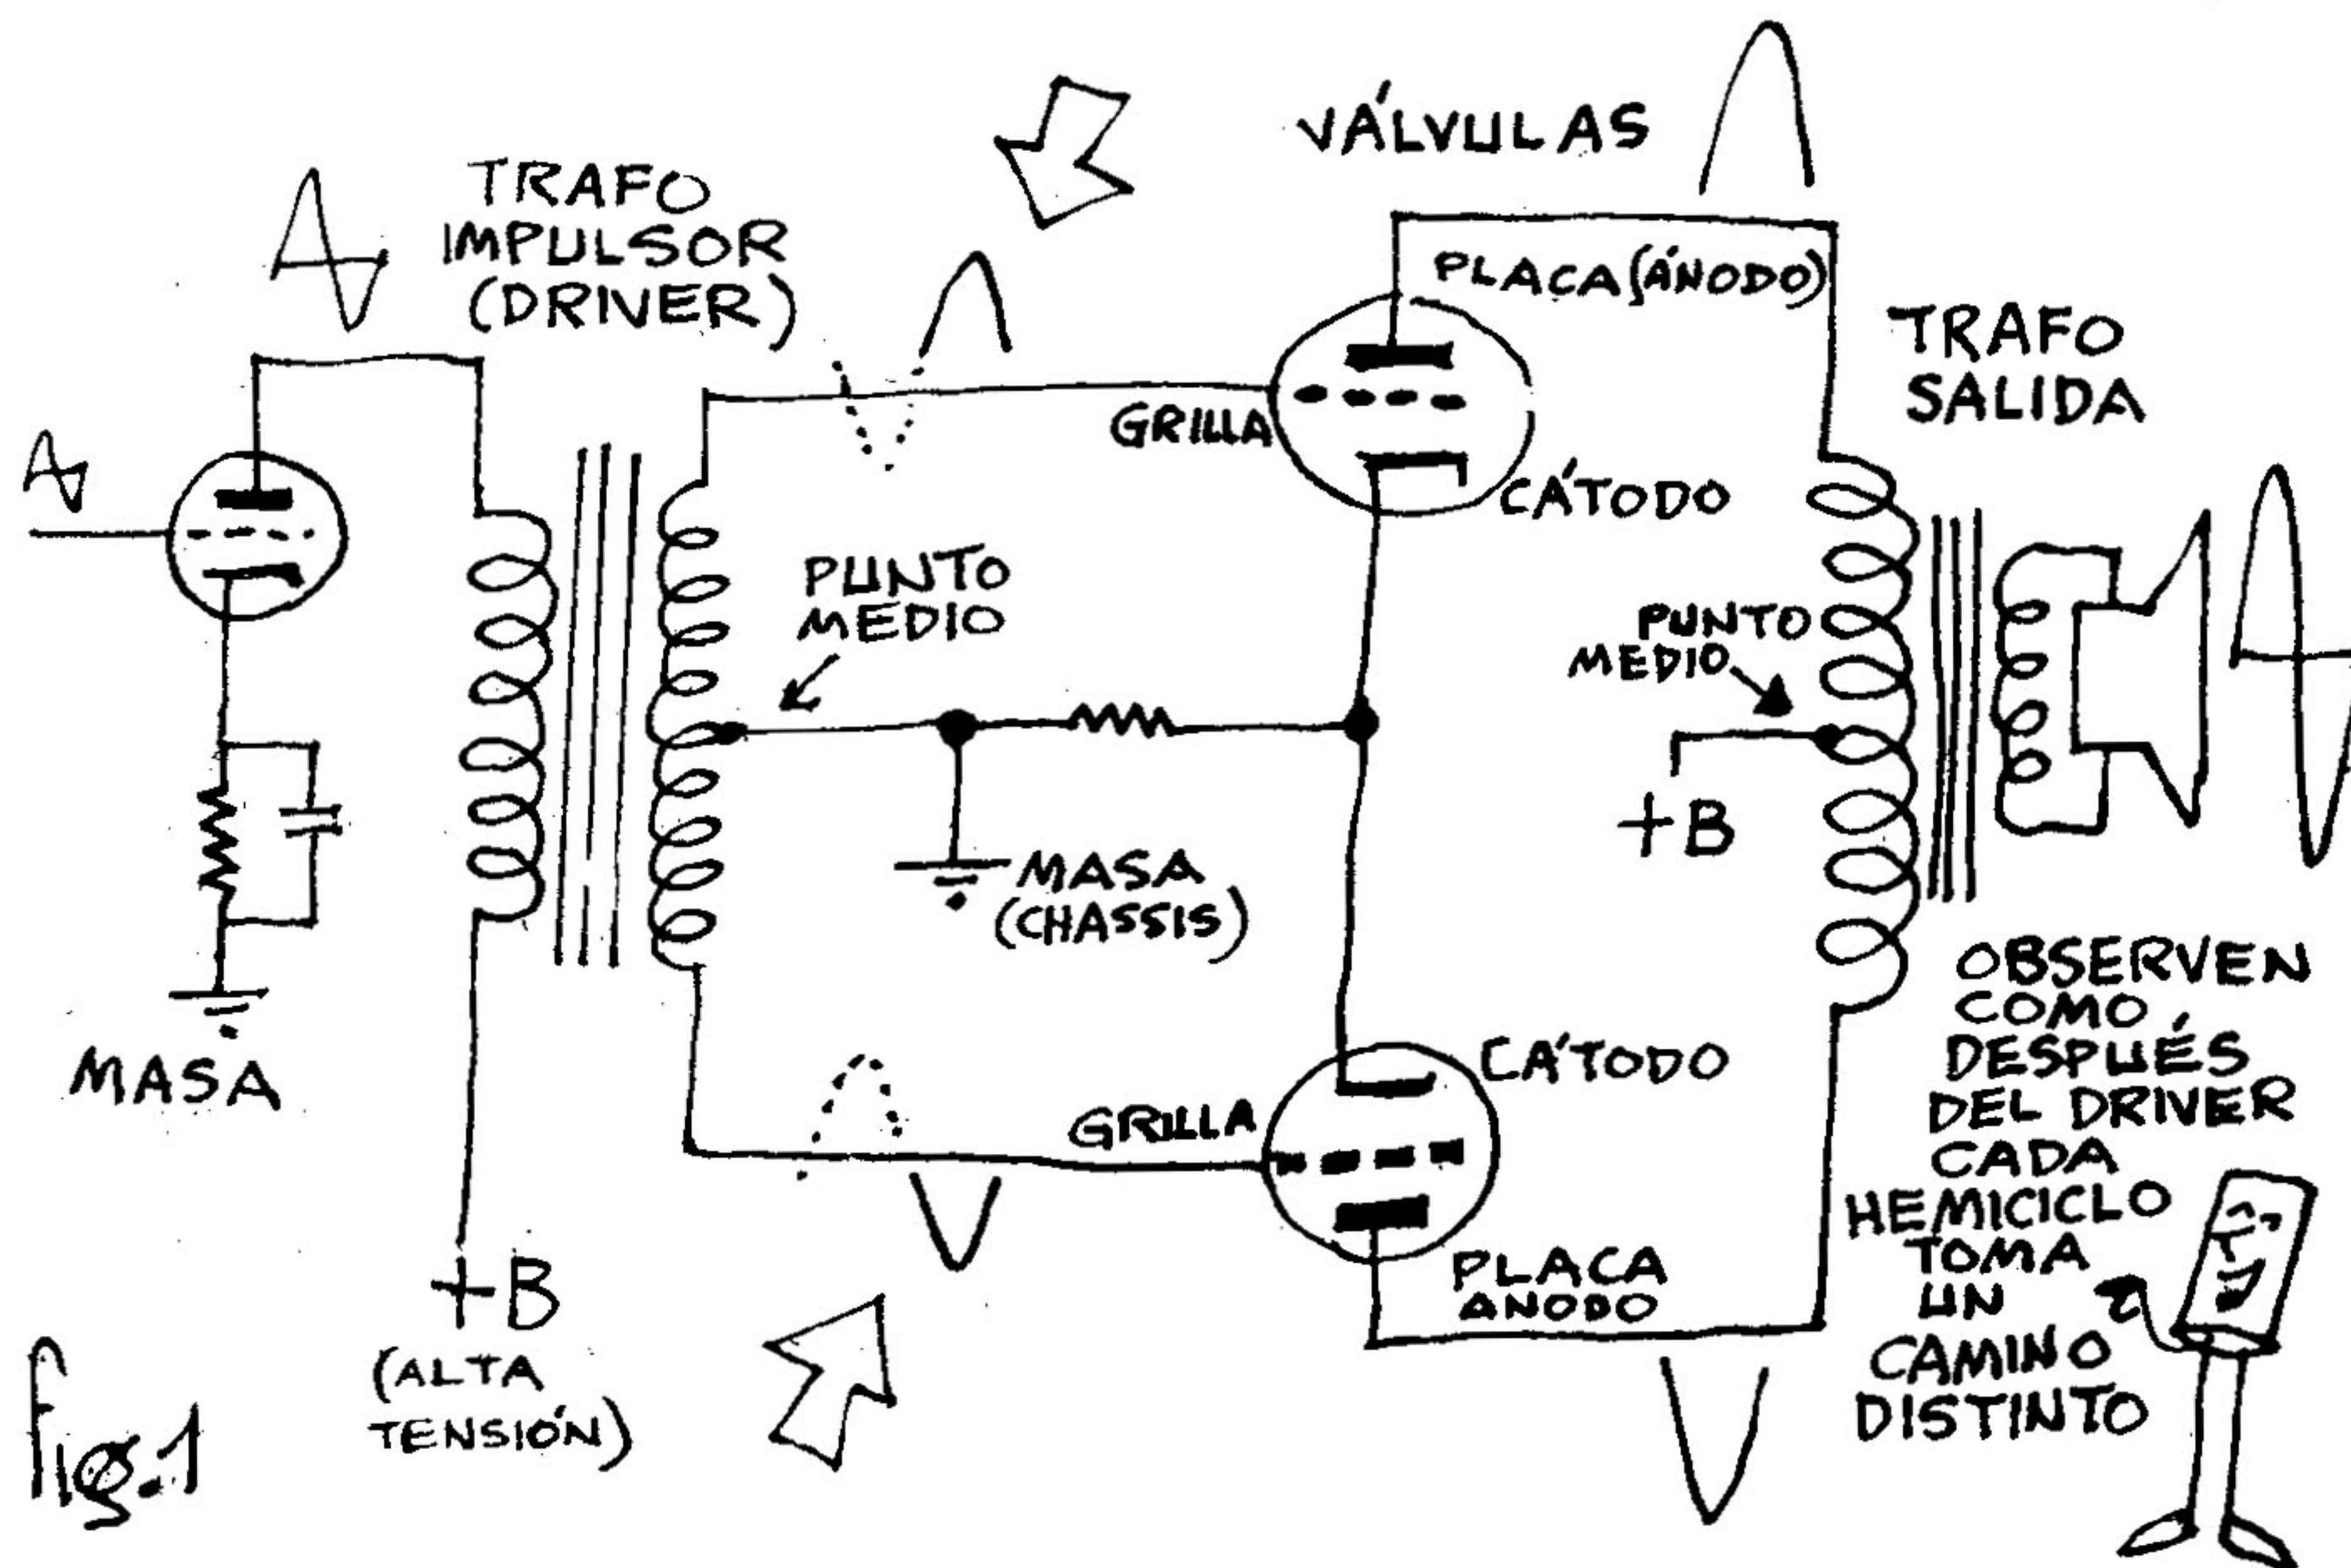 VÁLVULAS
TRAFO
IMPULSOR
(DRIVER)
PLACA (ÁNODO)
TRAFO
SALIDA
GRILLA
CÁTODO
PUNTO
MEDIO
PUNTO
MEDIO
+B
MASA
(CHASSIS)
MASA
CÁTODO
GRILLA
PLACA
ANODO
+B
(ALTA
TENSIÓN)
OBSERVEN
COMO
DESPUÉS
DEL DRIVER
CADA
HEMICICLO
TOMA
UN
CAMINO
DISTINTO
Fig.1